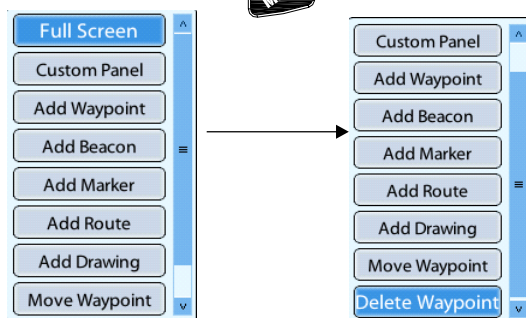 Full Screen
Custom Panel
Add Waypoint
Add Beacon
Add Marker
Add Route
Add Drawing
Move Waypoint
Custom Panel
Add Waypoint
Add Beacon
Add Marker
Add Route
Add Drawing
Move Waypoint
Delete Waypoint